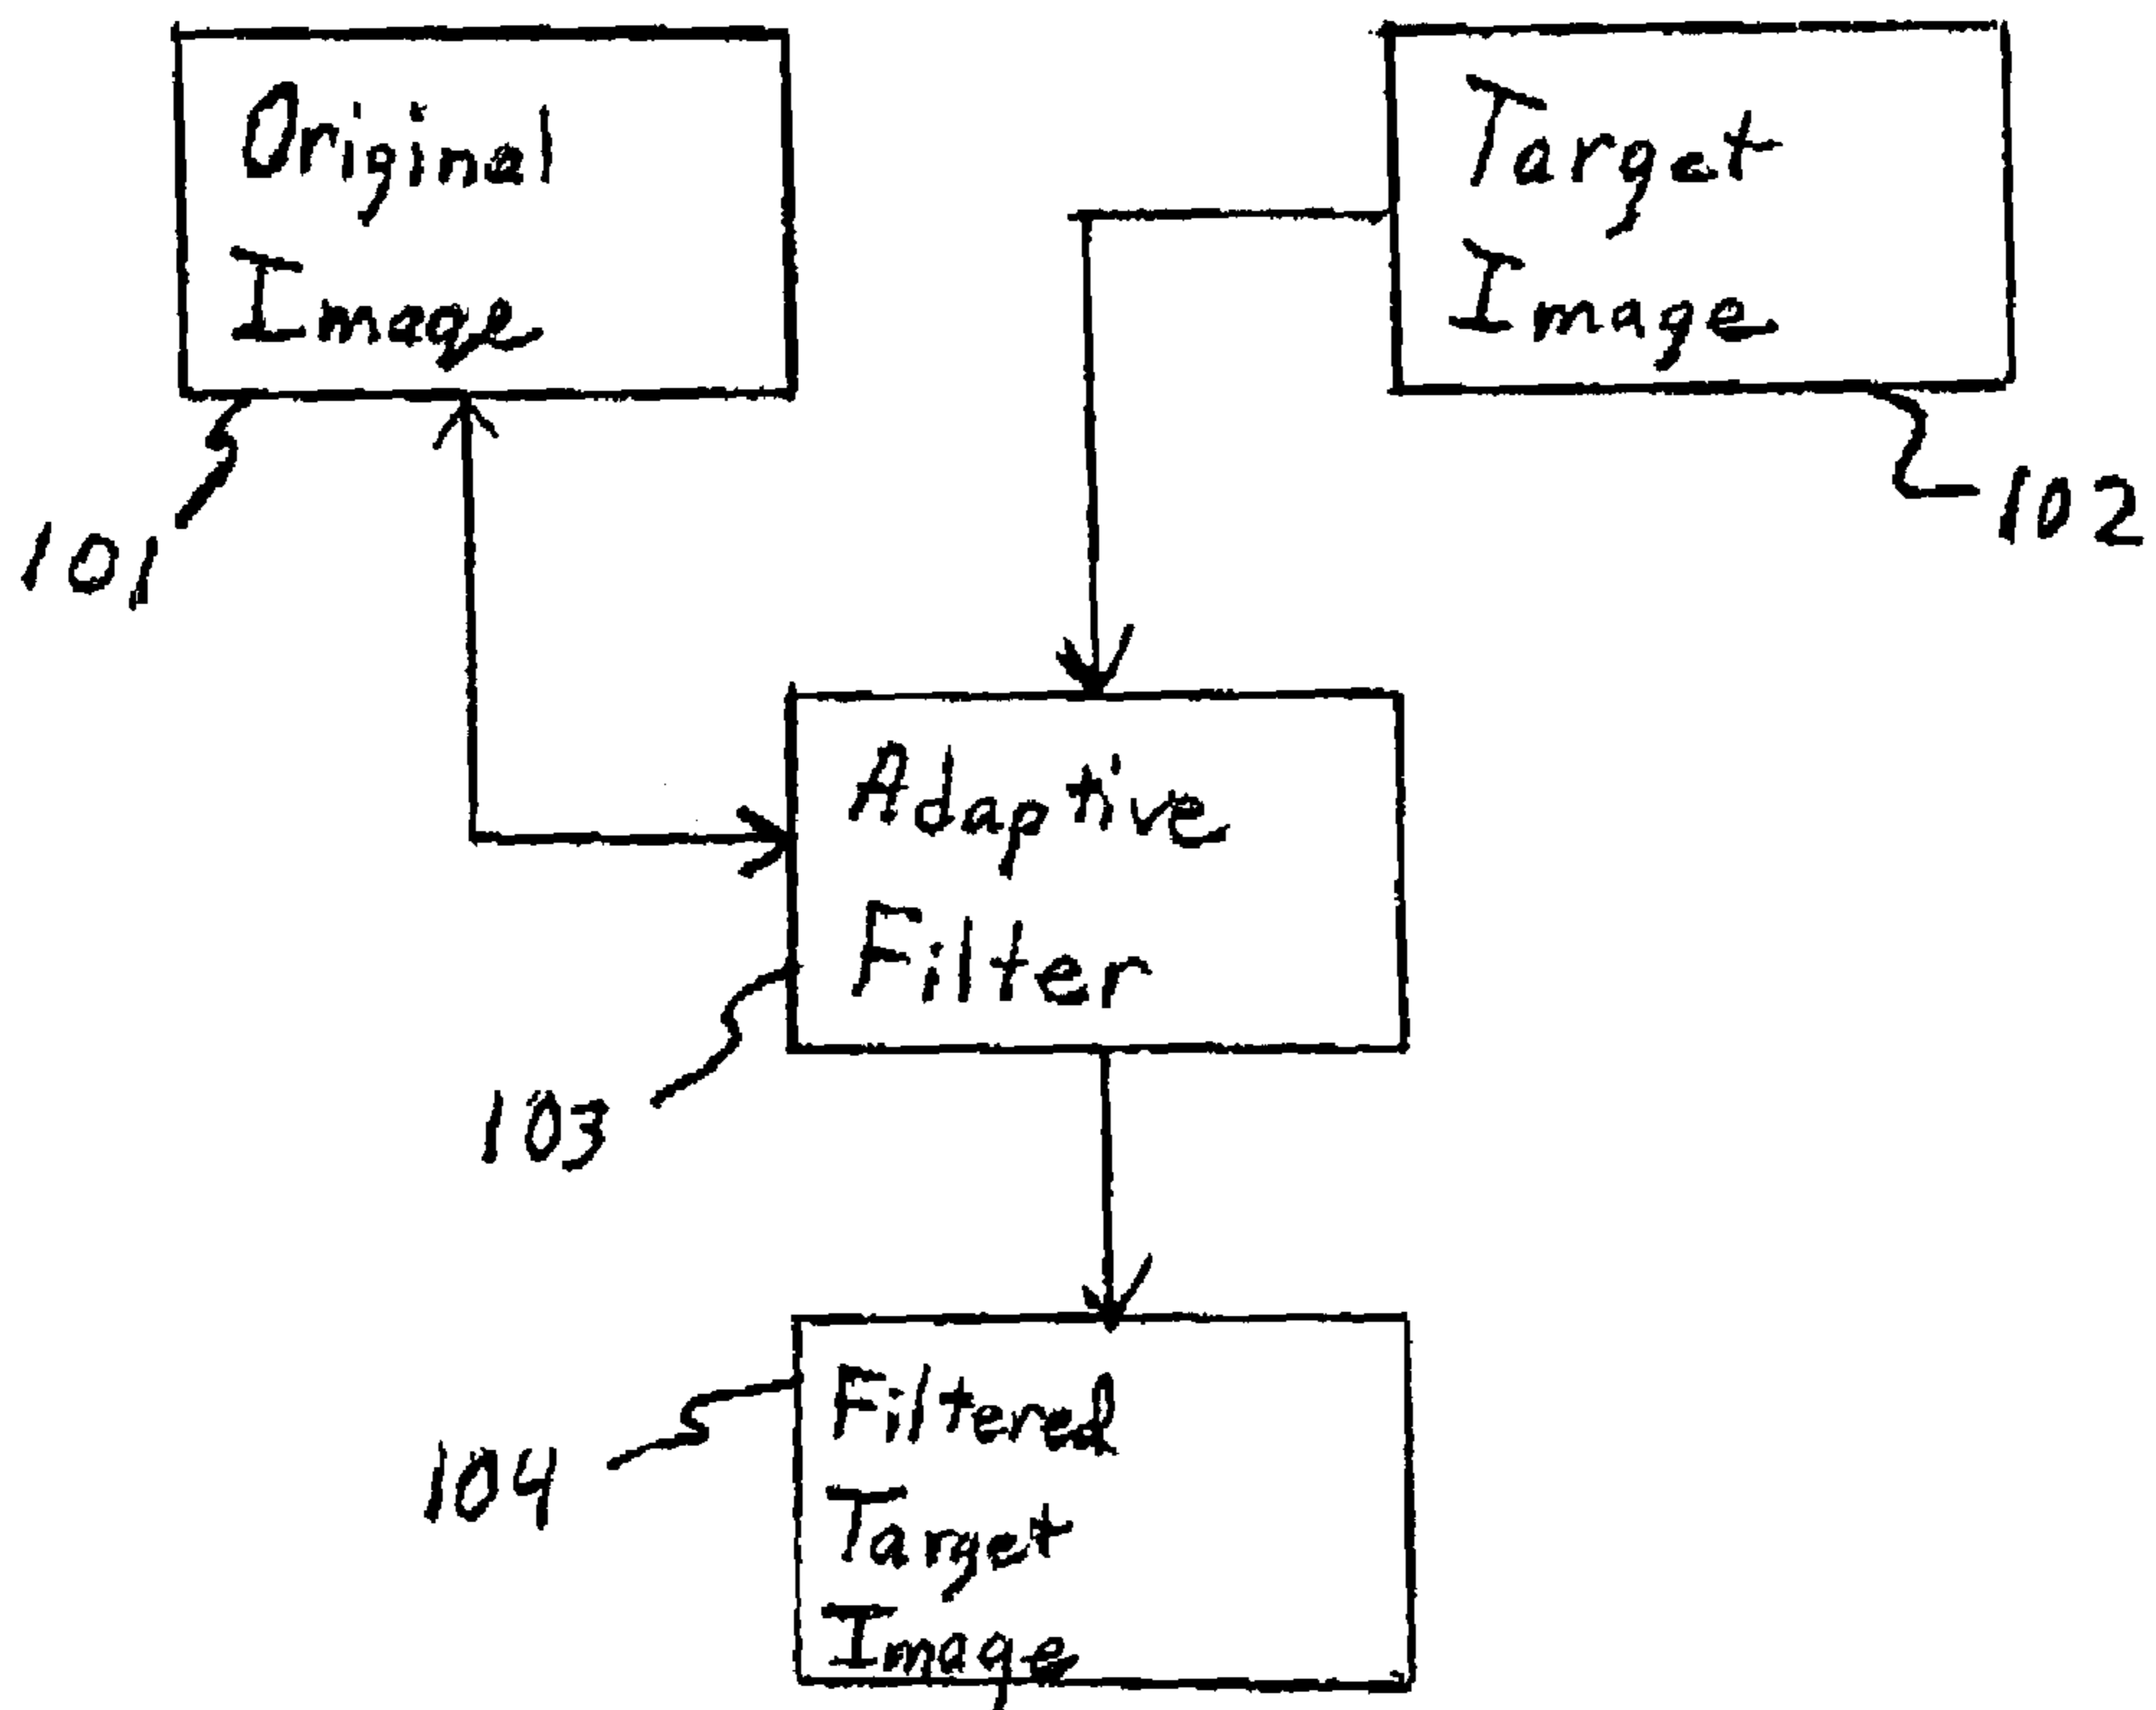 Original
Image
Target
Image
101
102
Adaptive
Filter
103
Filtered
Target
Image
104